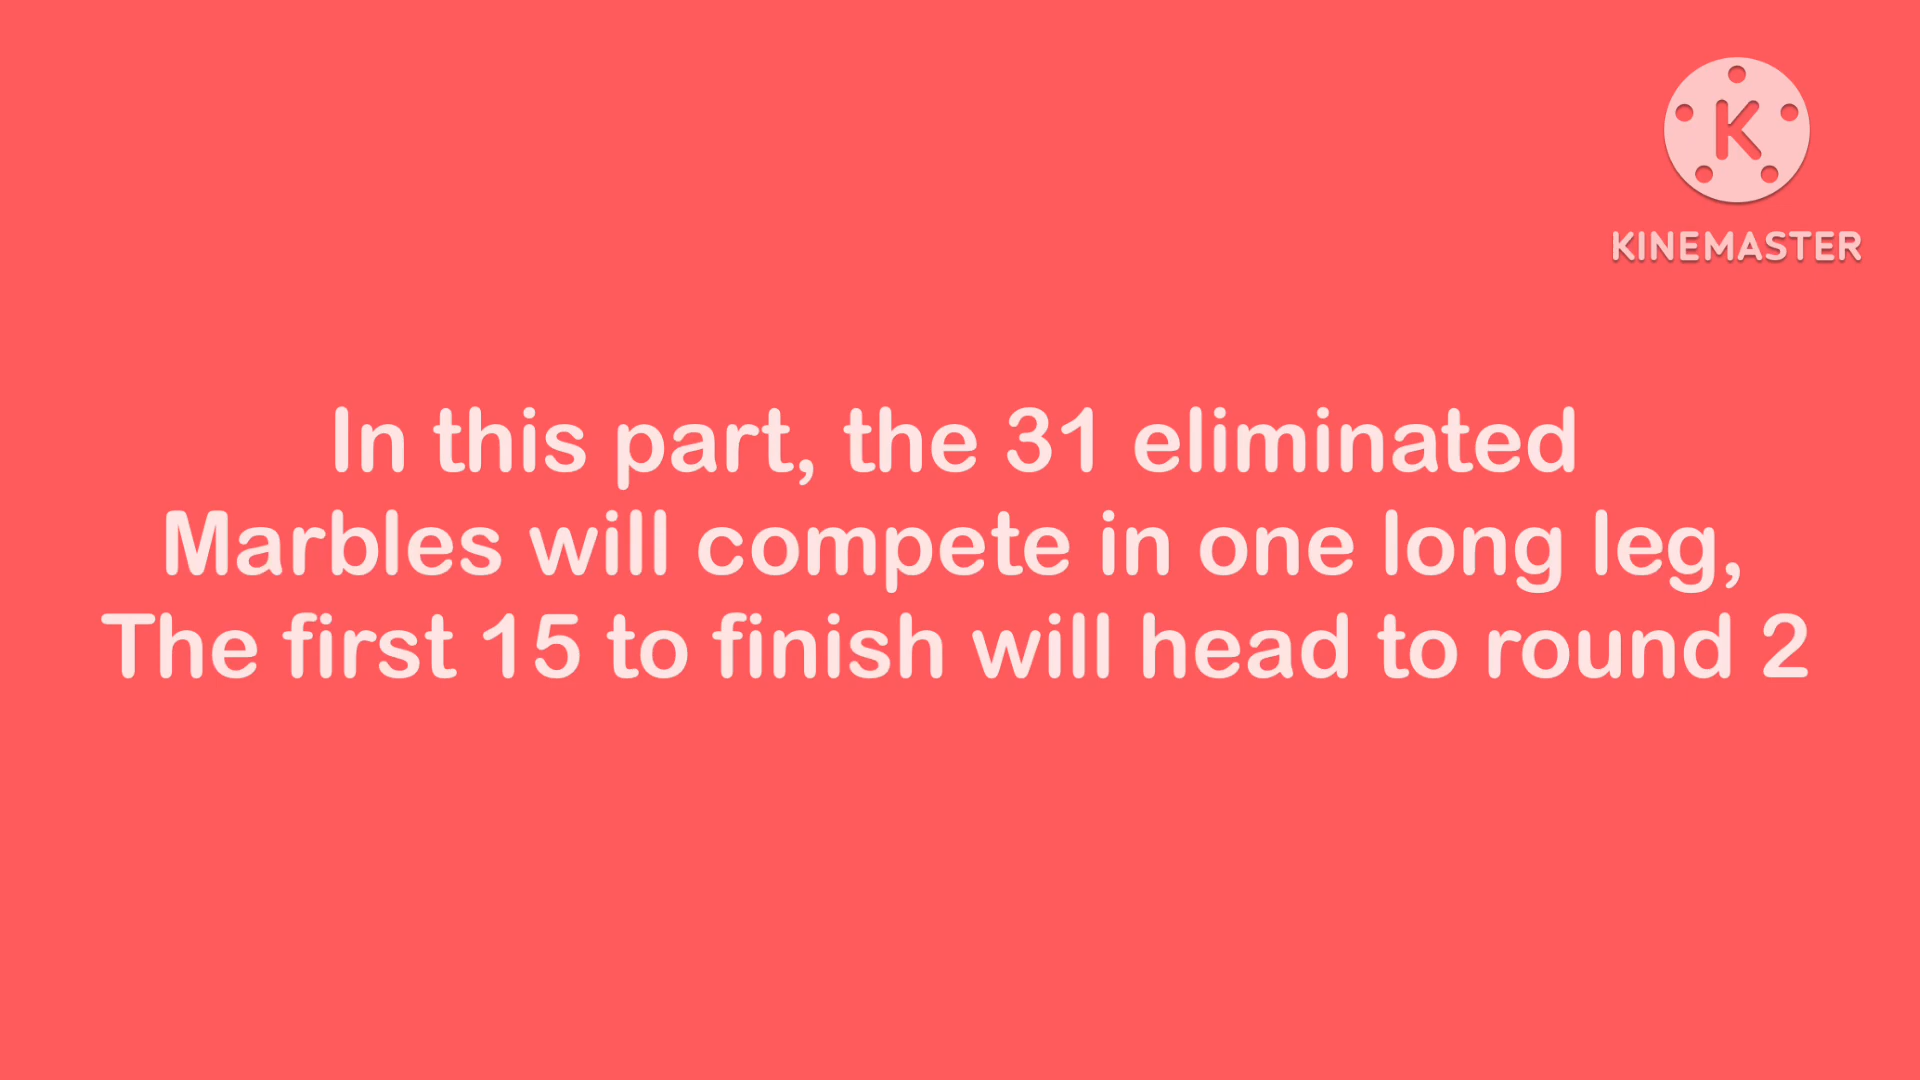 K
KINEMASTER
In this part, the 31 eliminated
Marbles will compete in one long leg,
The first 15 to finish will head to round 2